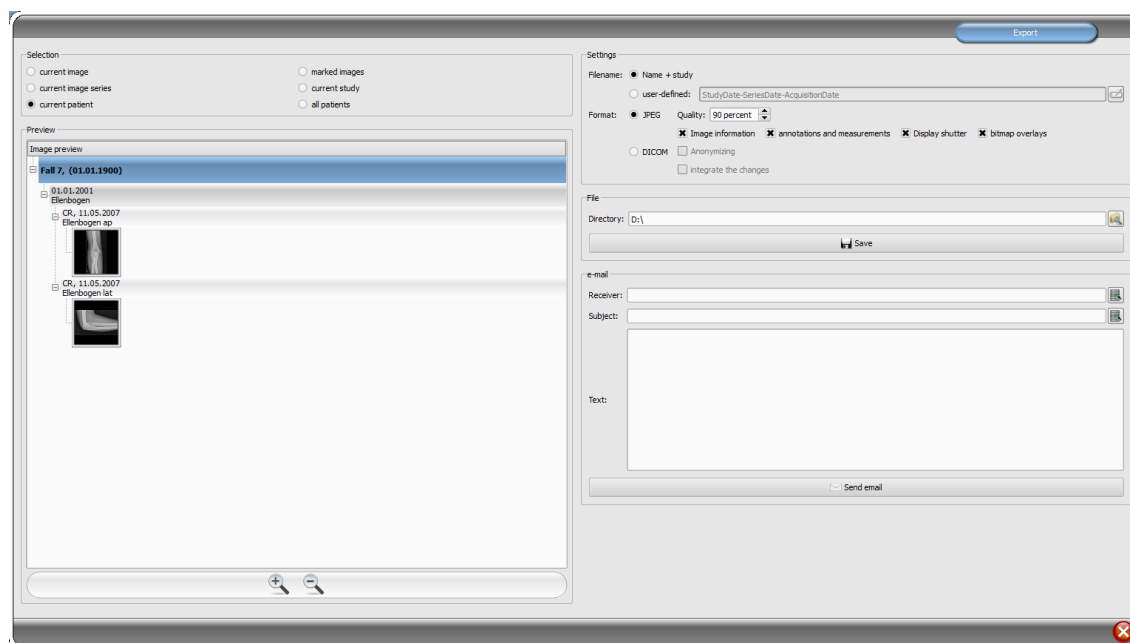 Export
Selection
current image
marked images
current image series
current study
current patient
all patients
Preview
Image preview
Fall 7, (01.01.1900)
01.01.2001
Ellenbogen
CR, 11.05.2007
Ellenbogen ap
CR, 11.05.2007
Ellenbogen lat
Settings
Filename: Name + study
user-defined: StudyDate-SeriesDate-AcquisitionDate
Format: JPEG Quality: 90 percent
Image information annotations and measurements Display shutter bitmap overlays
DICOM Anonymizing
integrate the changes
File
Directory: D:\
Save
e-mail
Receiver:
Subject:
Text:
Send email